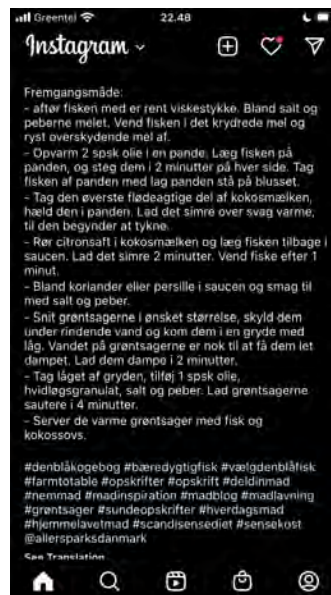 Greentel 22.48
Instagram
Fremgangsmåde:
- aftør fisken med er rent viskestykke. Bland salt og
peberne melet. Vend fisken i det krydrede mel og
ryst overskydende mel af.
- Opvarm 2 spsk olie i en pande. Læg fisken på
panden, og steg dem i 2 minutter på hver side. Tag
fisken af panden med lag panden stå på blusset.
- Tag den øverste flødeagtige del af kokosmælken,
hæld den i panden. Lad det simre over svag varme,
til den begynder at tykne.
- Rør citronsaft i kokosmælken og læg fisken tilbage i
saucen. Lad det simre 2 minutter. Vend fiske efter 1
minut.
- Bland koriander eller persille i saucen og smag til
med salt og peber.
- Snit grøntsagerne i ønsket størrelse, skyld dem
under rindende vand og kom dem i en gryde med
låg. Vandet på grøntsagerne er nok til at få dem let
dampet. Lad dem dampe i 2 minutter.
- Tag låget af gryden, tilføj 1 spsk olie,
hvidløgsgranulat, salt og peber. Lad grøntsagerne
sautere i 4 minutter.
- Server de varme grøntsager med fisk og
kokossovs.
#denblåkogebog #bæredygtigfisk #vælgdenblåfisk
#farmtotable #opskrifter #opskrift #deldinmad
#nemmad #madinspiration #madblog #madlavning
#grøntsager #sundeopskrifter #hverdagsmad
#hjemmelavetmad #scandisensediet #sensekost
@allersparksdanmark
See Translation